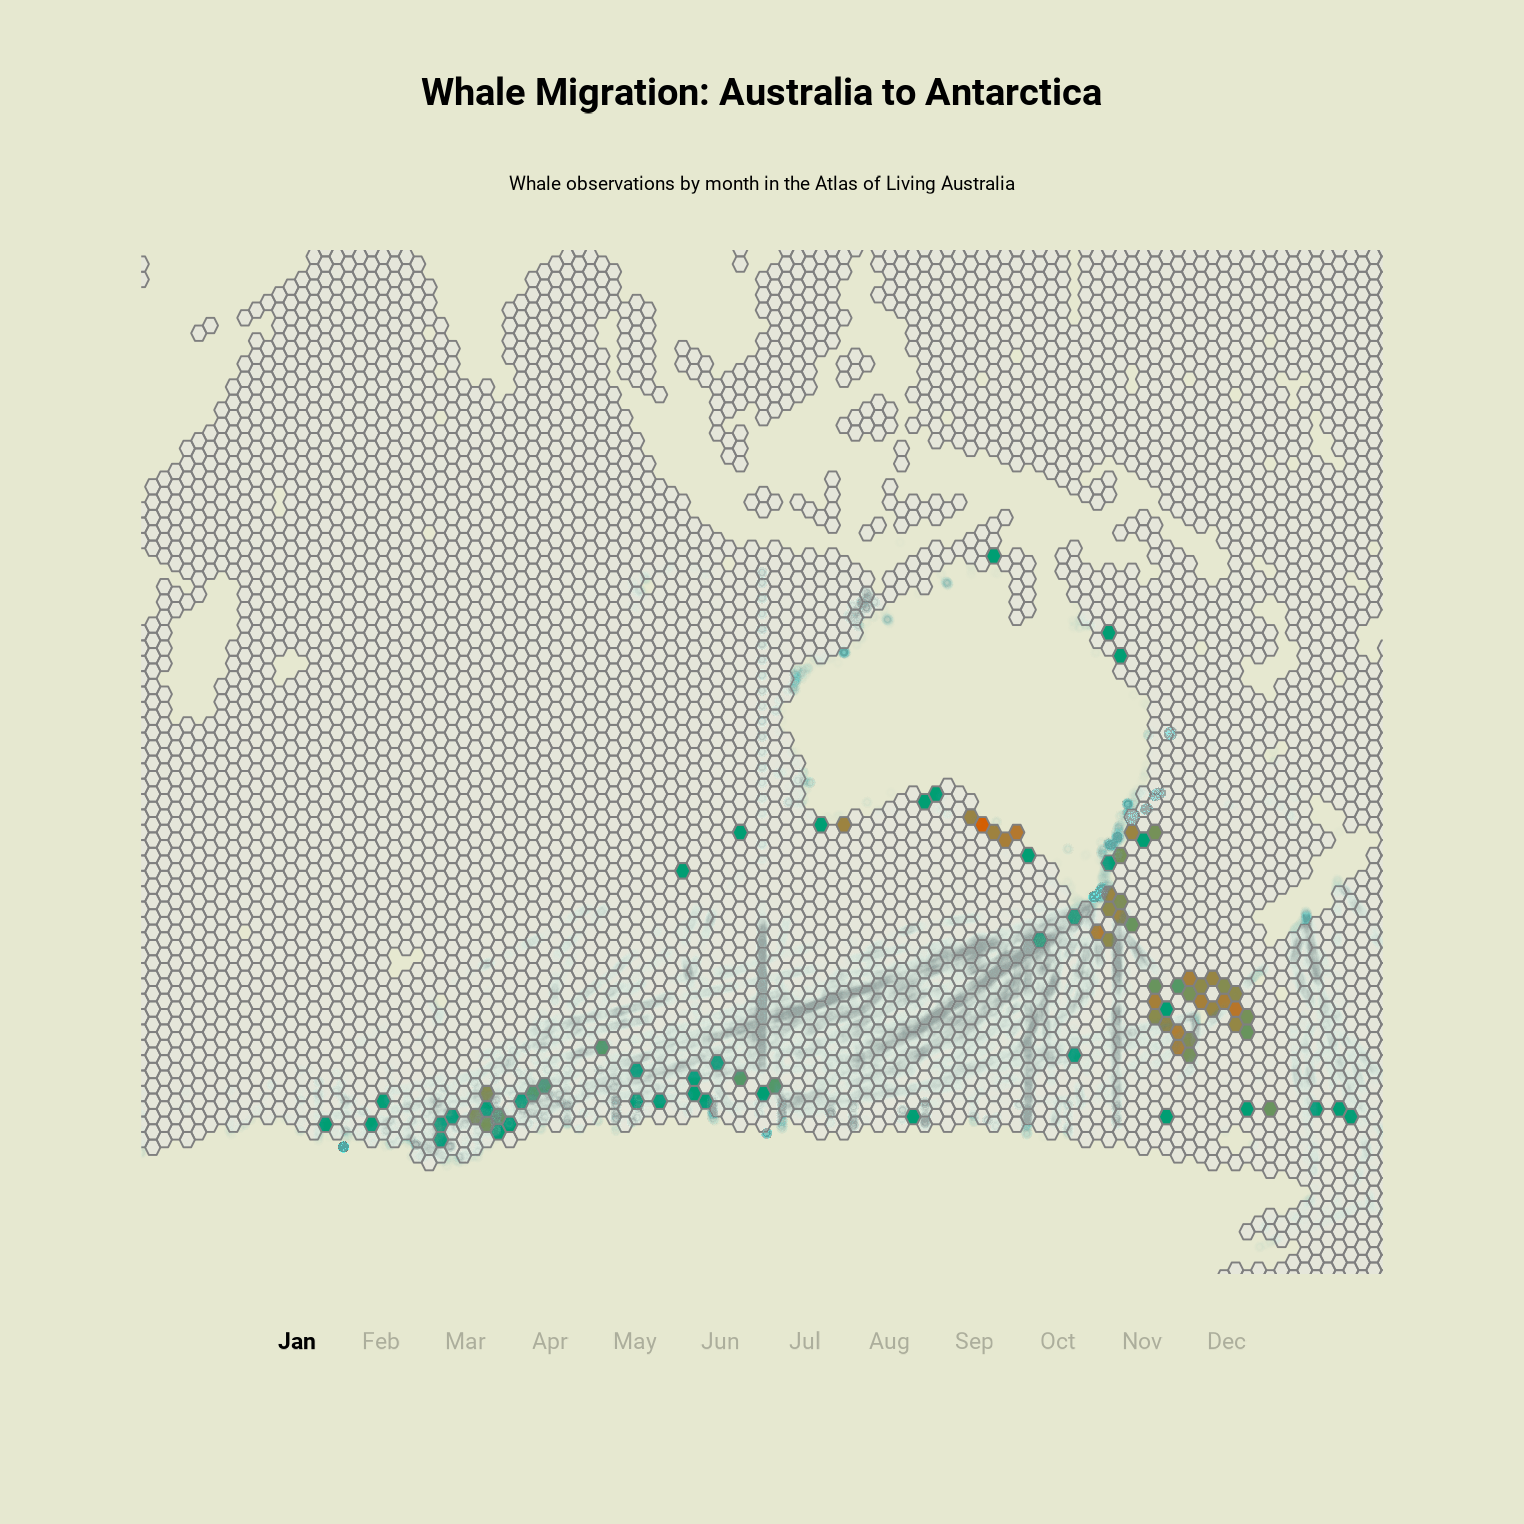 Whale Migration: Australia to Antarctica
Whale observations by month in the Atlas of Living Australia
Jan Feb Mar Apr May Jun Jul Aug Sep Oct Nov Dec